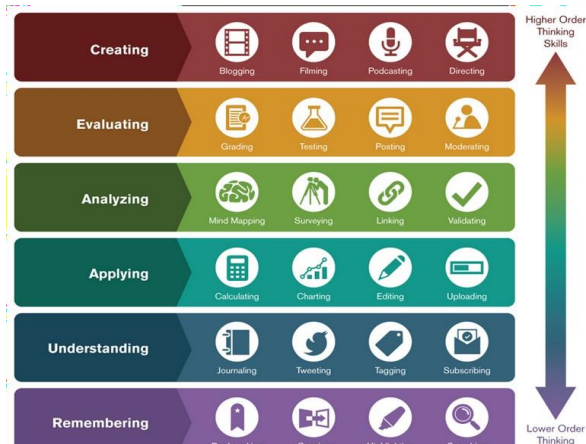 Higher Order
Thinking
Skills
Creating
Blogging Filming Podcasting Directing
Evaluating
Grading Testing Posting Moderating
Analyzing
Mind Mapping Surveying Linking Validating
Applying
Calculating Charting Editing Uploading
Understanding
Journaling Tweeting Tagging Subscribing
Remembering
Lower Order
Thinking